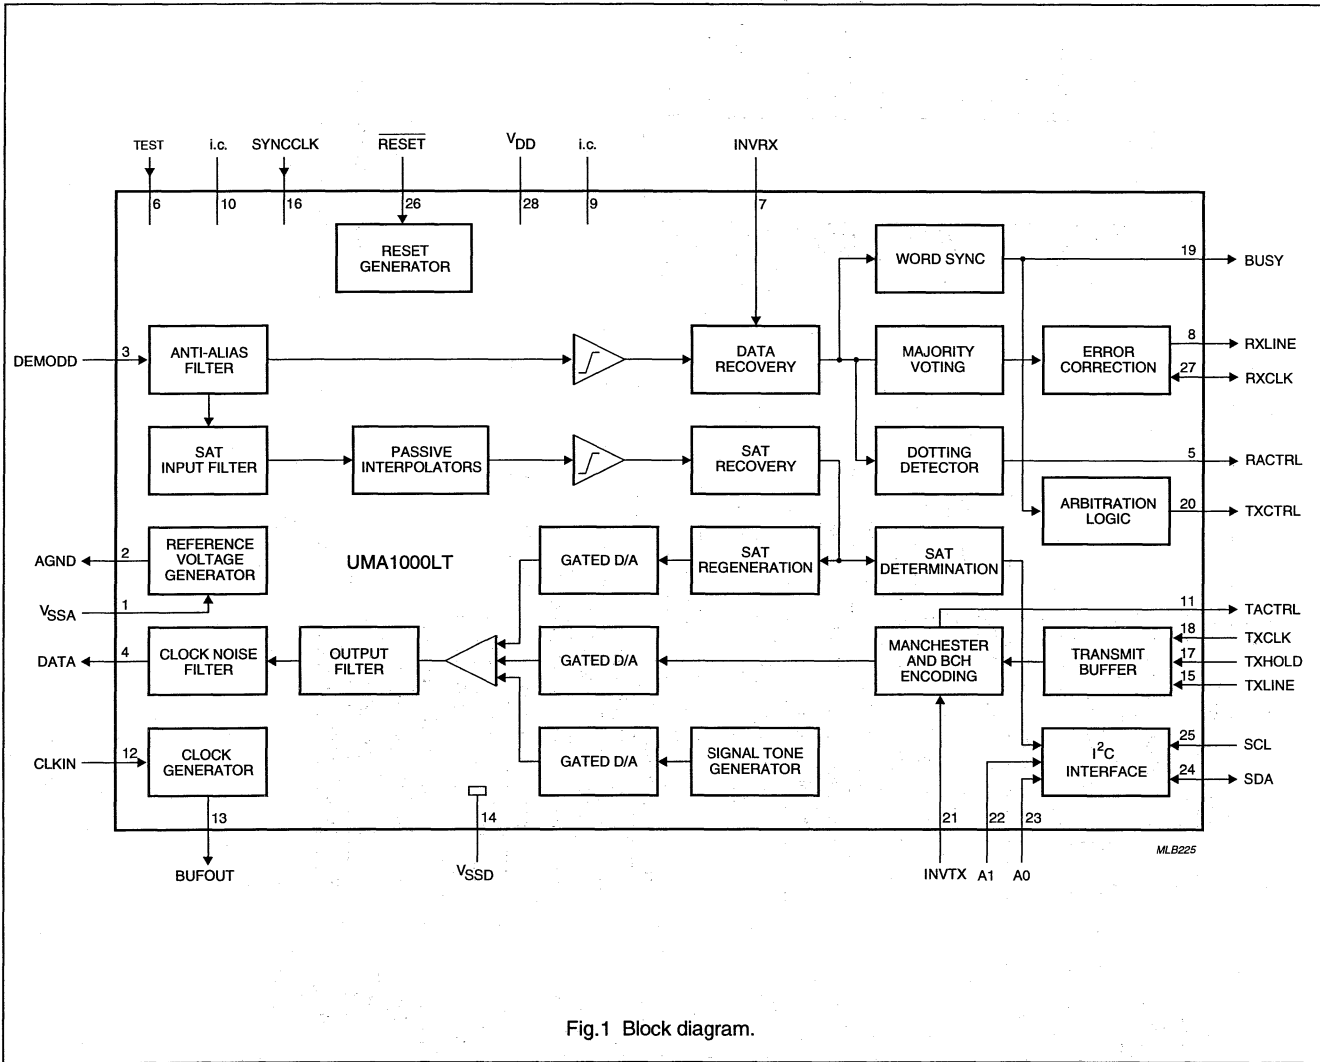 TEST i.c. SYNCCLK RESET VDD i.c. INVRX
6 10 16 26 28 9 7
RESET
GENERATOR
WORD SYNC
19 BUSY
DEMODD 3
ANTI-ALIAS
FILTER
DATA
RECOVERY
MAJORITY
VOTING
ERROR
CORRECTION
8 RXLINE
27 RXCLK
SAT
INPUT FILTER
PASSIVE
INTERPOLATORS
SAT
RECOVERY
DOTTING
DETECTOR
5 RACTRL
ARBITRATION
LOGIC
20 TXCTRL
AGND 2
REFERENCE
VOLTAGE
GENERATOR
VSSA 1
UMA1000LT
GATED D/A
SAT
REGENERATION
SAT
DETERMINATION
11 TACTRL
DATA 4
CLOCK NOISE
FILTER
OUTPUT
FILTER
GATED D/A
MANCHESTER
AND BCH
ENCODING
TRANSMIT
BUFFER
18 TXCLK
17 TXHOLD
15 TXLINE
CLKIN 12
CLOCK
GENERATOR
GATED D/A
SIGNAL TONE
GENERATOR
I2C
INTERFACE
25 SCL
24 SDA
13 14 21 22 23
MLB225
BUFOUT VSSD INVTX A1 A0
Fig.1 Block diagram.